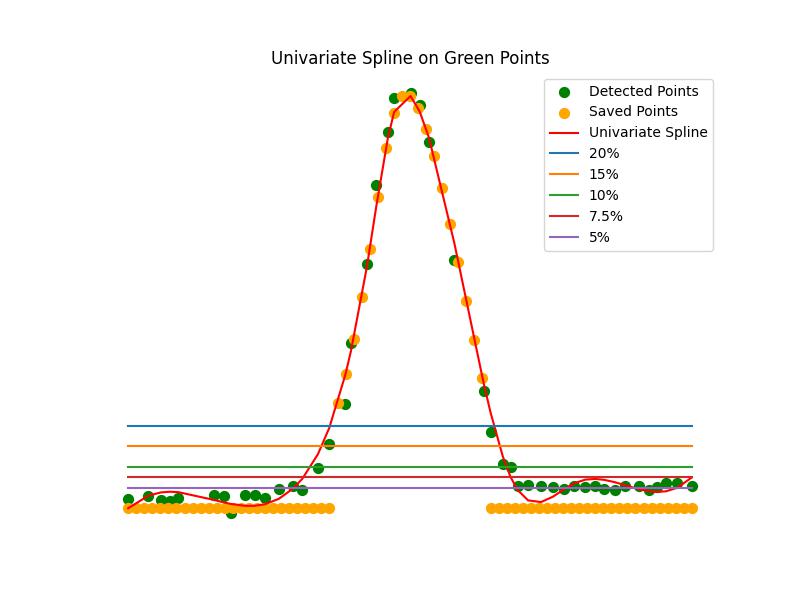 Univariate Spline on Green Points
Detected Points
Saved Points
Univariate Spline
20%
15%
10%
7.5%
5%